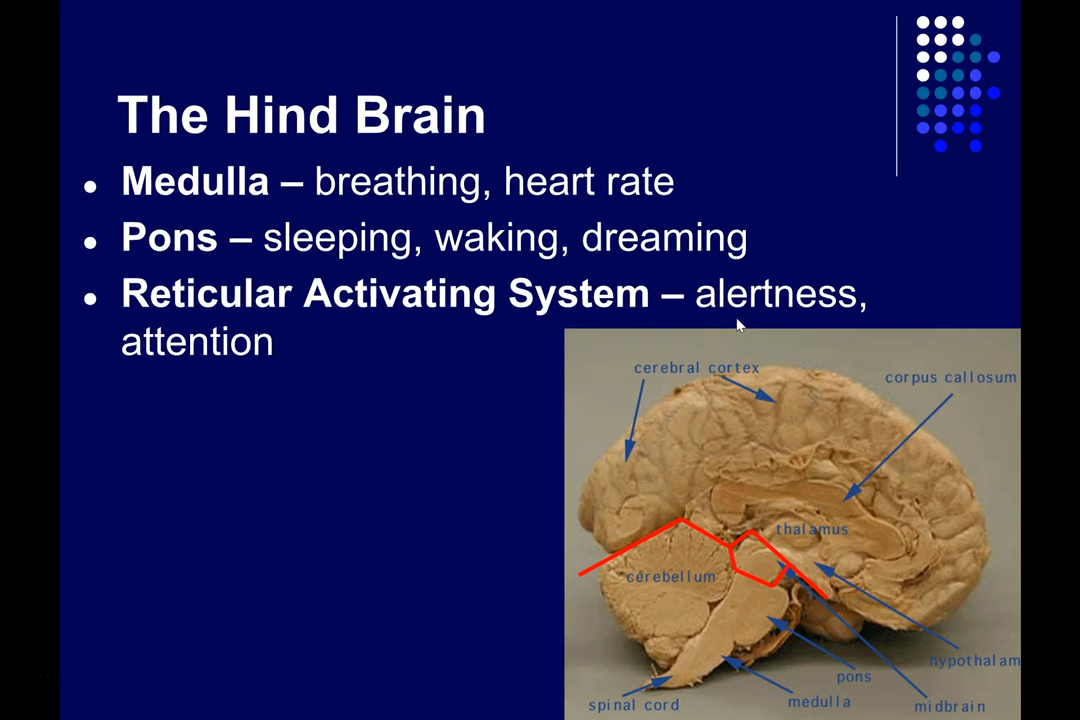 The Hind Brain
Medulla – breathing, heart rate
Pons – sleeping, waking, dreaming
Reticular Activating System – alertness,
attention
cerebral cortex
corpus callosum
thalamus
cerebellum
hypothalam
pons
medulla
spinal cord
midbrain